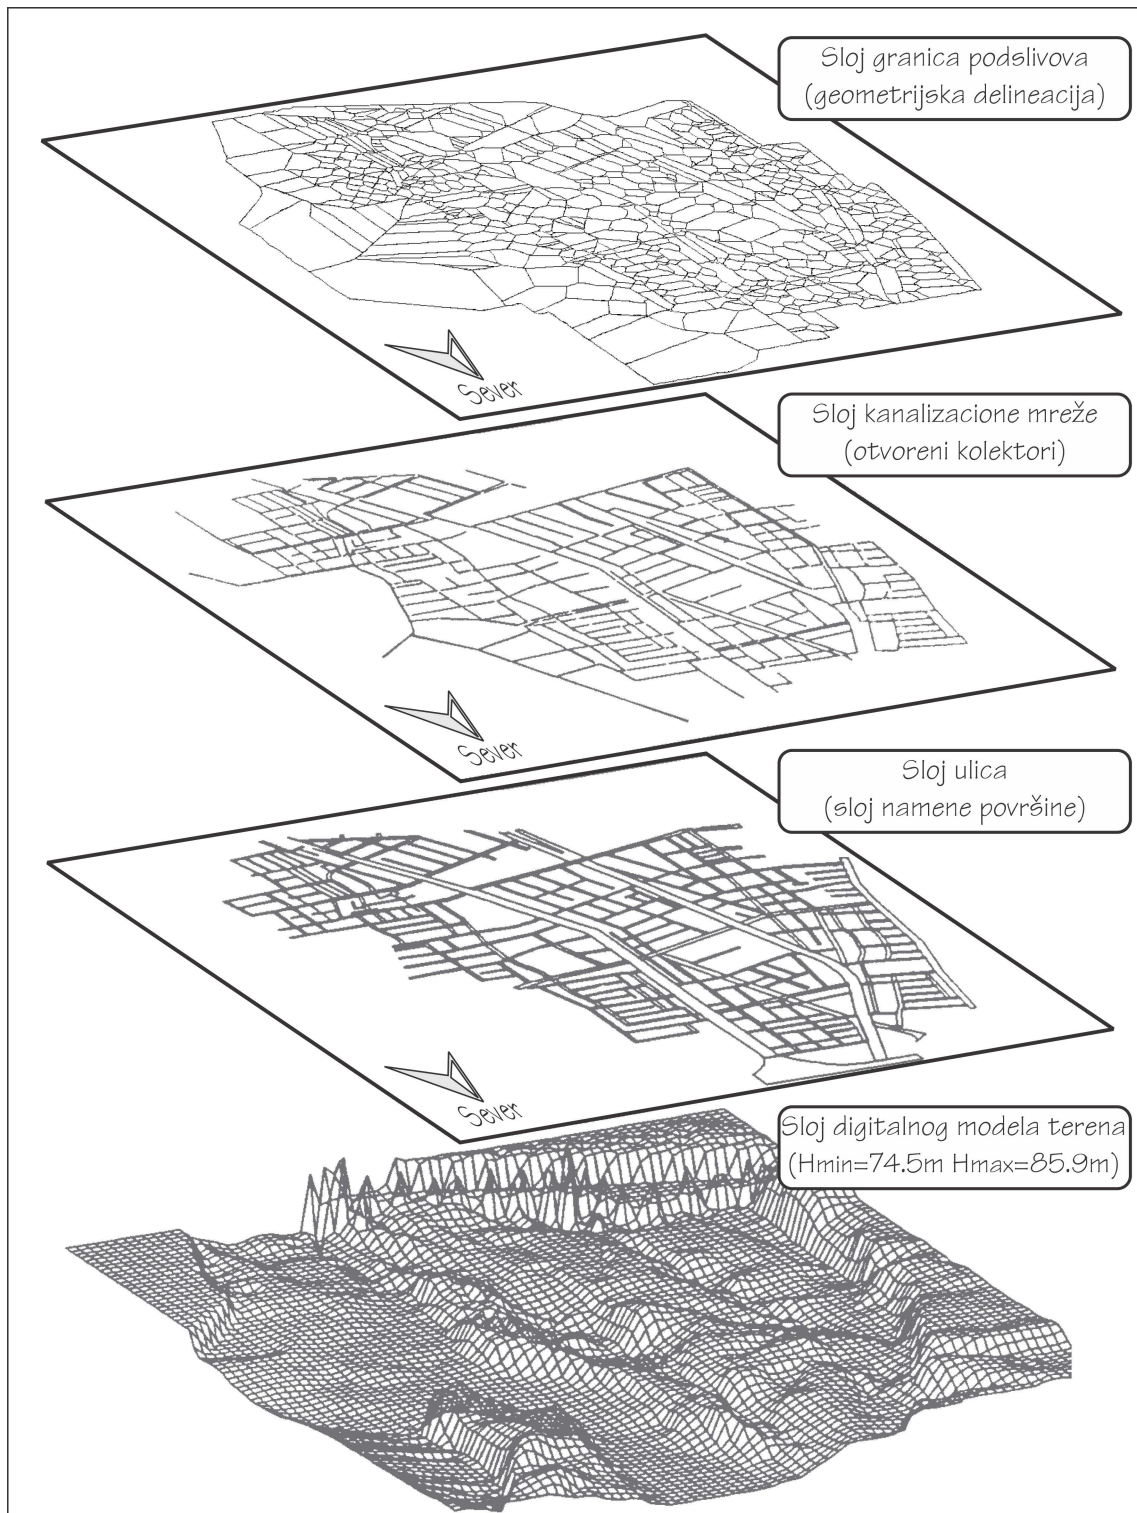 Sloj granica podslivova
(geometrijska delineacija)
Sever
Sloj kanalizacione mreže
(otvoreni kolektori)
Sever
Sloj ulica
(sloj namene površine)
Sever
Sloj digitalnog modela terena
(Hmin=74.5m Hmax=85.9m)